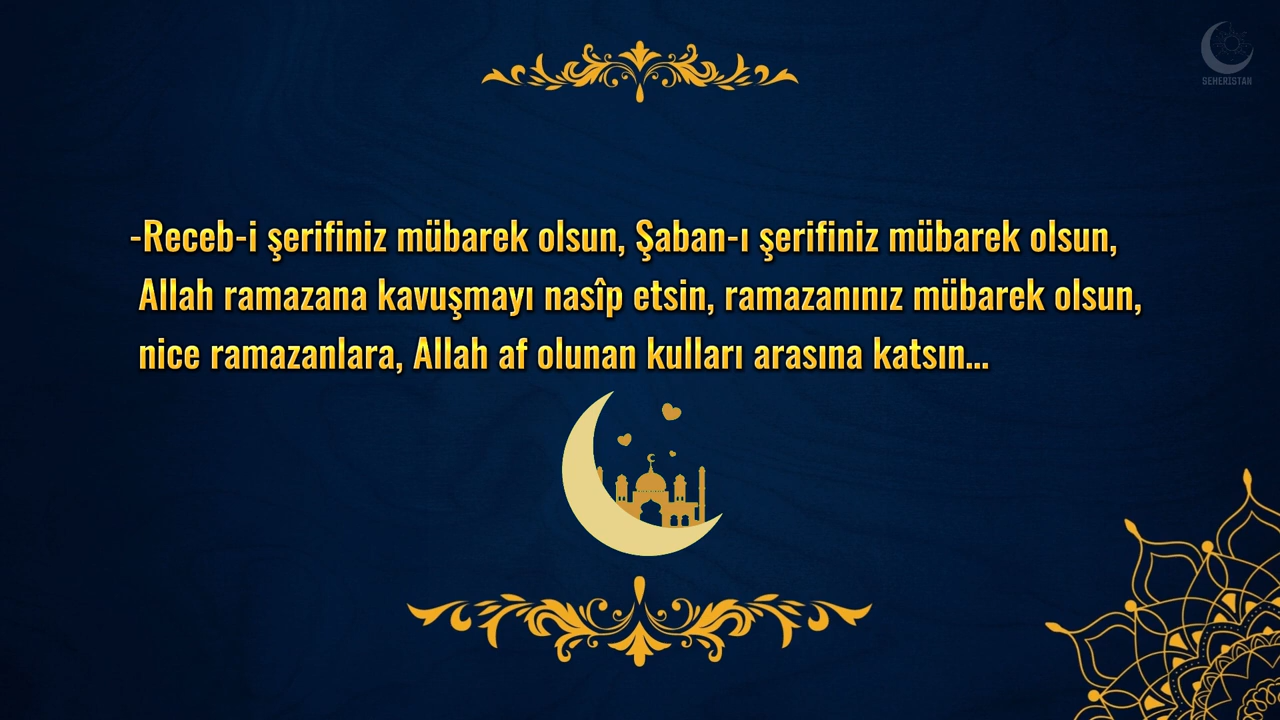 SEHERISTAN
-Receb-i şerifiniz mübarek olsun, Şaban-ı şerifiniz mübarek olsun,
Allah ramazana kavuşmayı nasîp etsin, ramazanınız mübarek olsun,
nice ramazanlara, Allah af olunan kulları arasına katsın...